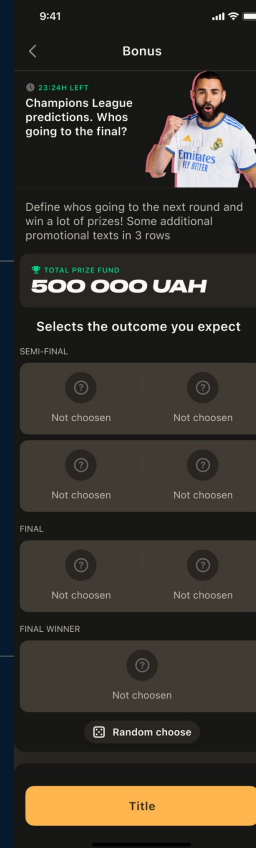 9:41
Bonus
23:24H LEFT
Champions League
predictions. Whos
going to the final?
Emirates
FLY BETTER
Define whos going to the next round and
win a lot of prizes! Some additional
promotional texts in 3 rows
TOTAL PRIZE FUND
500 000 UAH
Selects the outcome you expect
SEMI-FINAL
Not choosen Not choosen
Not choosen Not choosen
FINAL
Not choosen Not choosen
FINAL WINNER
Not choosen
Random choose
Title